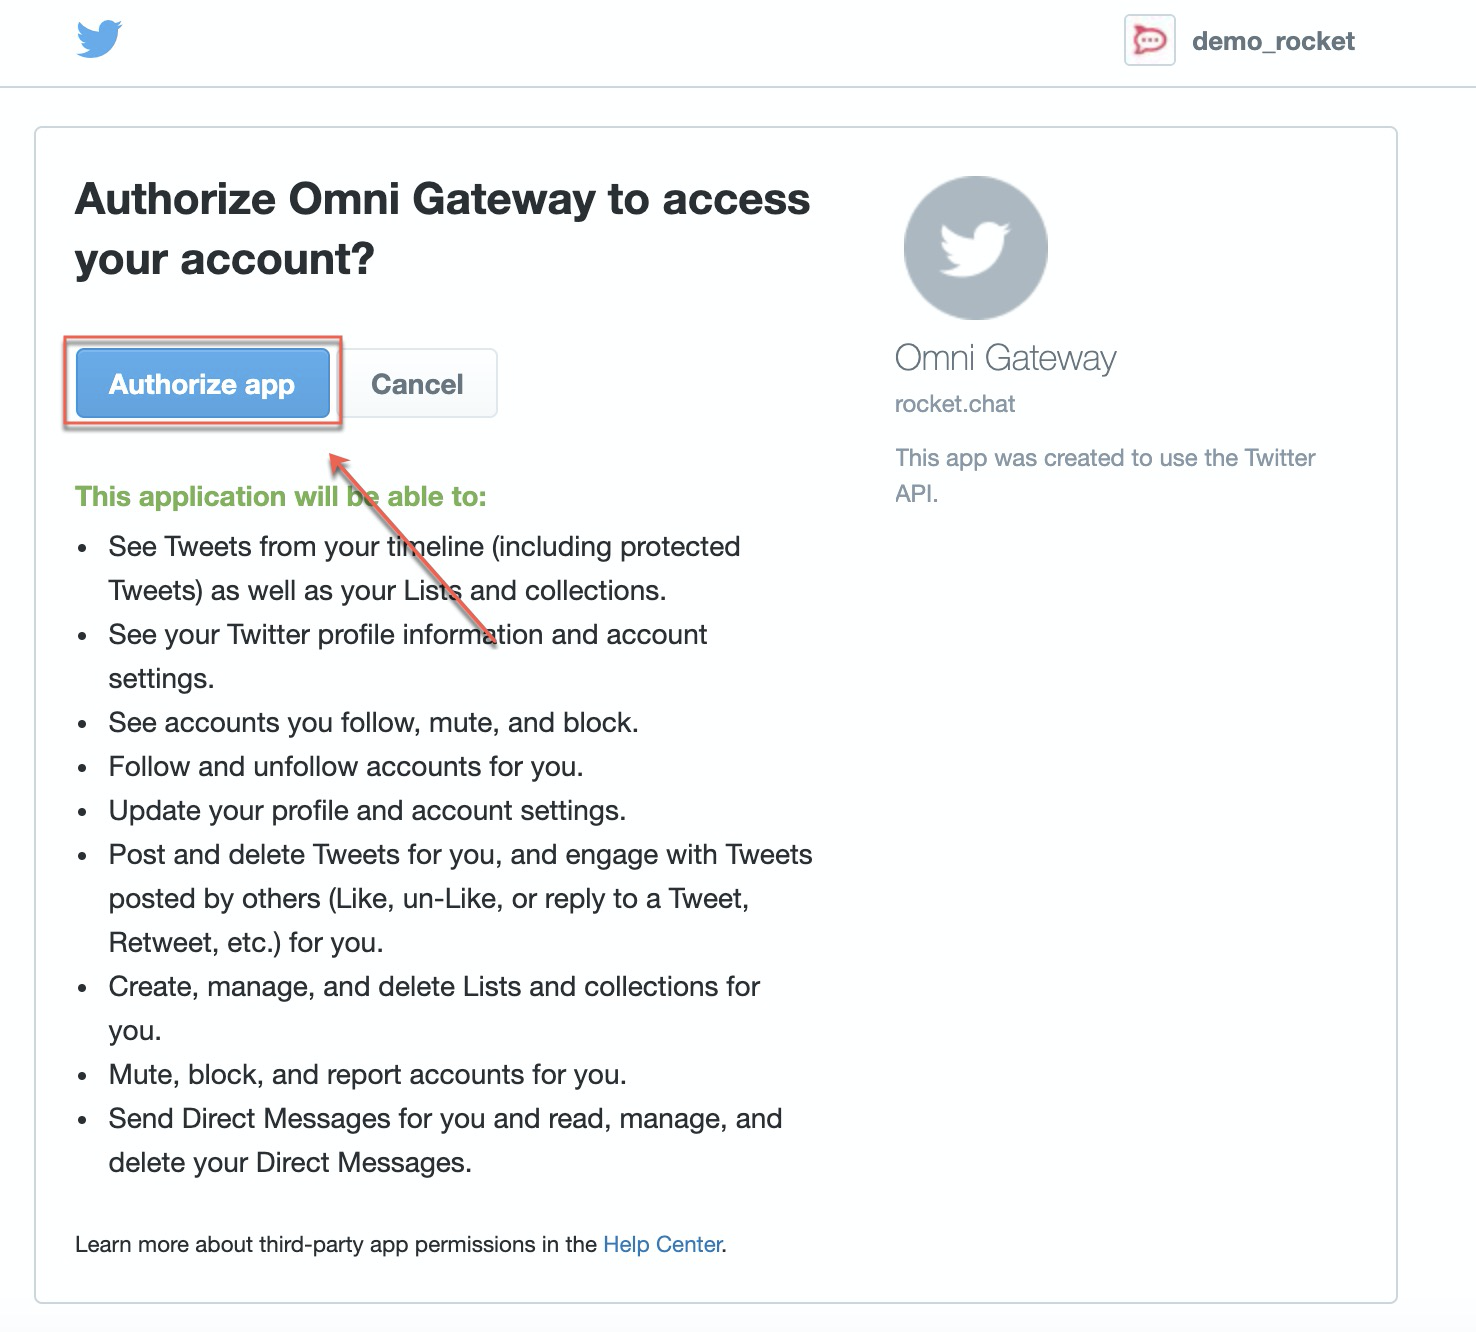 demo_rocket
Authorize Omni Gateway to access
your account?
Authorize app
Cancel
This application will be able to:
• See Tweets from your timeline (including protected
Tweets) as well as your Lists and collections.
• See your Twitter profile information and account
settings.
• See accounts you follow, mute, and block.
• Follow and unfollow accounts for you.
• Update your profile and account settings.
• Post and delete Tweets for you, and engage with Tweets
posted by others (Like, un-Like, or reply to a Tweet,
Retweet, etc.) for you.
• Create, manage, and delete Lists and collections for
you.
• Mute, block, and report accounts for you.
• Send Direct Messages for you and read, manage, and
delete your Direct Messages.
Learn more about third-party app permissions in the Help Center.
Omni Gateway
rocket.chat
This app was created to use the Twitter
API.